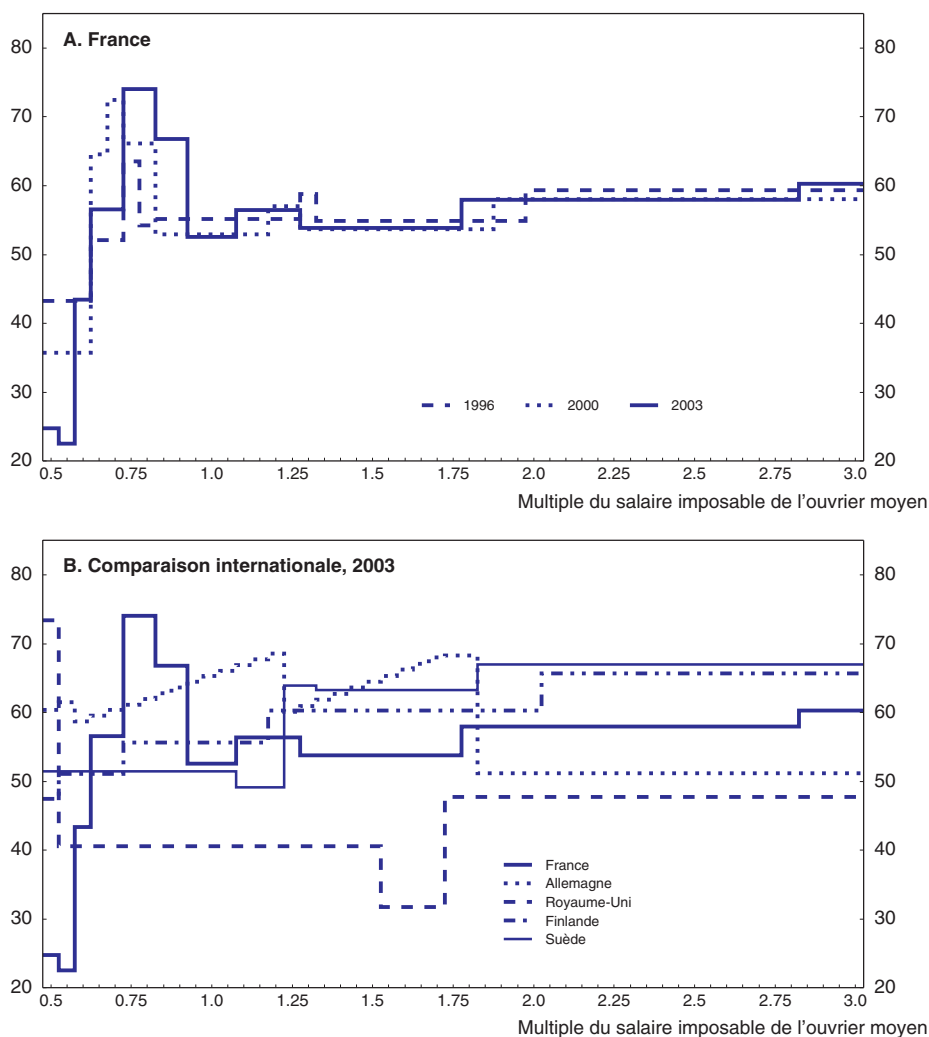 A. France
80 80
70 70
60 60
50 50
40 40
30 30
20 20
1996 2000 2003
0.5 0.75 1.0 1.25 1.5 1.75 2.0 2.25 2.5 2.75 3.0
Multiple du salaire imposable de l'ouvrier moyen
B. Comparaison internationale, 2003
80 80
70 70
60 60
50 50
40 40
30 30
20 20
France
Allemagne
Royaume-Uni
Finlande
Suède
0.5 0.75 1.0 1.25 1.5 1.75 2.0 2.25 2.5 2.75 3.0
Multiple du salaire imposable de l'ouvrier moyen